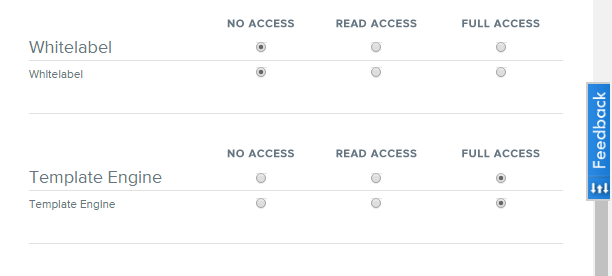 NO ACCESS READ ACCESS FULL ACCESS
Whitelabel
Whitelabel
NO ACCESS READ ACCESS FULL ACCESS
Template Engine
Template Engine
Feedback